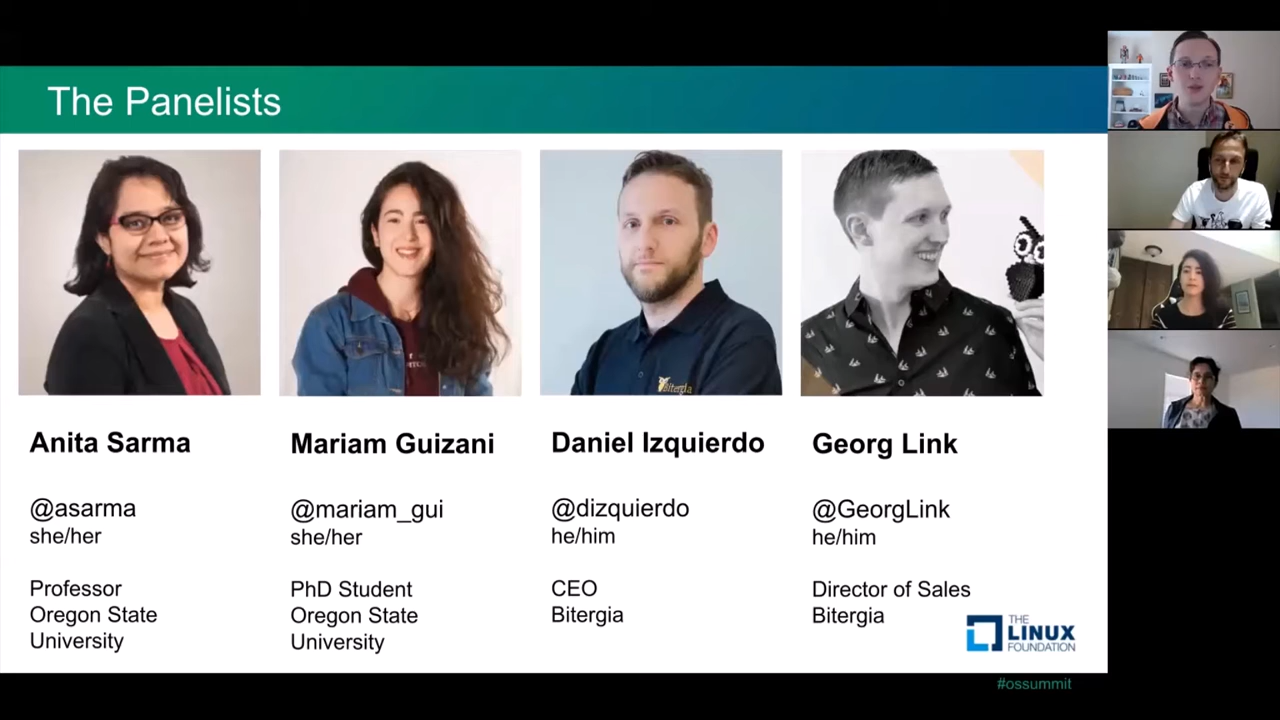 The Panelists
Bitergia
Anita Sarma
@asarma
she/her
Professor
Oregon State
University
Mariam Guizani
@mariam_gui
she/her
PhD Student
Oregon State
University
Daniel Izquierdo
@dizquierdo
he/him
CEO
Bitergia
Georg Link
@GeorgLink
he/him
Director of Sales
Bitergia
THE
LINUX
FOUNDATION
#ossummit